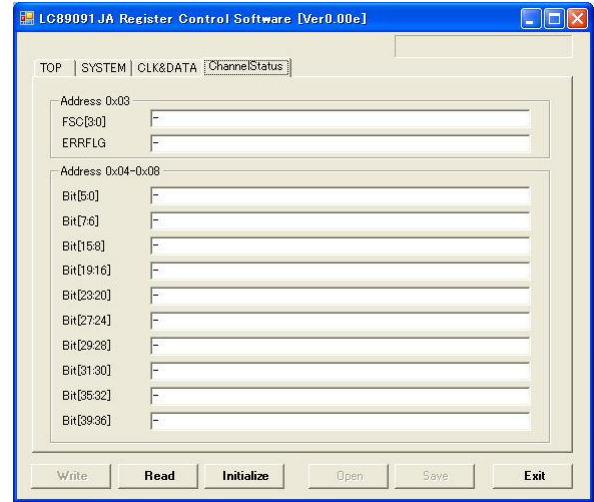 LC89091JA Register Control Software [Ver0.00e]
TOP SYSTEM CLK&DATA ChannelStatus
Address 0x03
FSC[3:0] -
ERRFLG -
Address 0x04-0x08
Bit[5:0] -
Bit[7:6] -
Bit[15:8] -
Bit[19:16] -
Bit[23:20] -
Bit[27:24] -
Bit[29:28] -
Bit[31:30] -
Bit[35:32] -
Bit[39:36] -
Write Read Initialize Open Save Exit